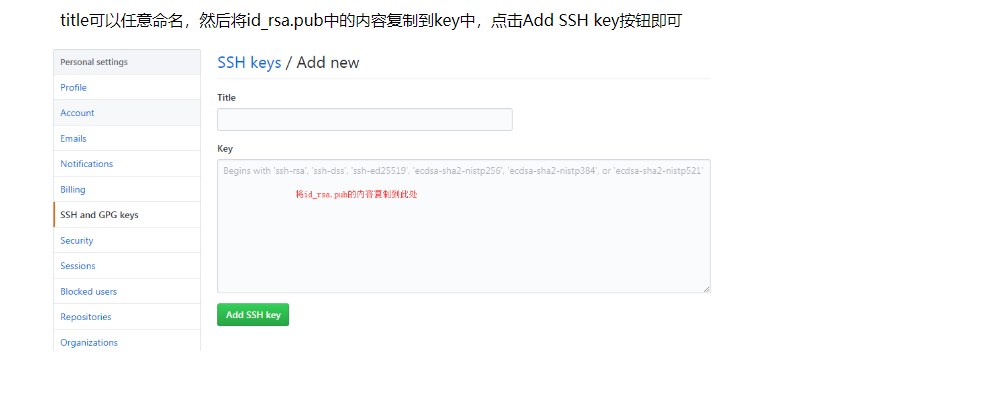 title可以任意命名，然后将id_rsa.pub中的内容复制到key中，点击Add SSH key按钮即可
Personal settings
Profile
Account
Emails
Notifications
Billing
SSH and GPG keys
Security
Sessions
Blocked users
Repositories
Organizations
SSH keys / Add new
Title
Key
Begins with 'ssh-rsa', 'ssh-dss', 'ssh-ed25519', 'ecdsa-sha2-nistp256', 'ecdsa-sha2-nistp384', or 'ecdsa-sha2-nistp521'
将id_rsa.pub的内容复制到此处
Add SSH key